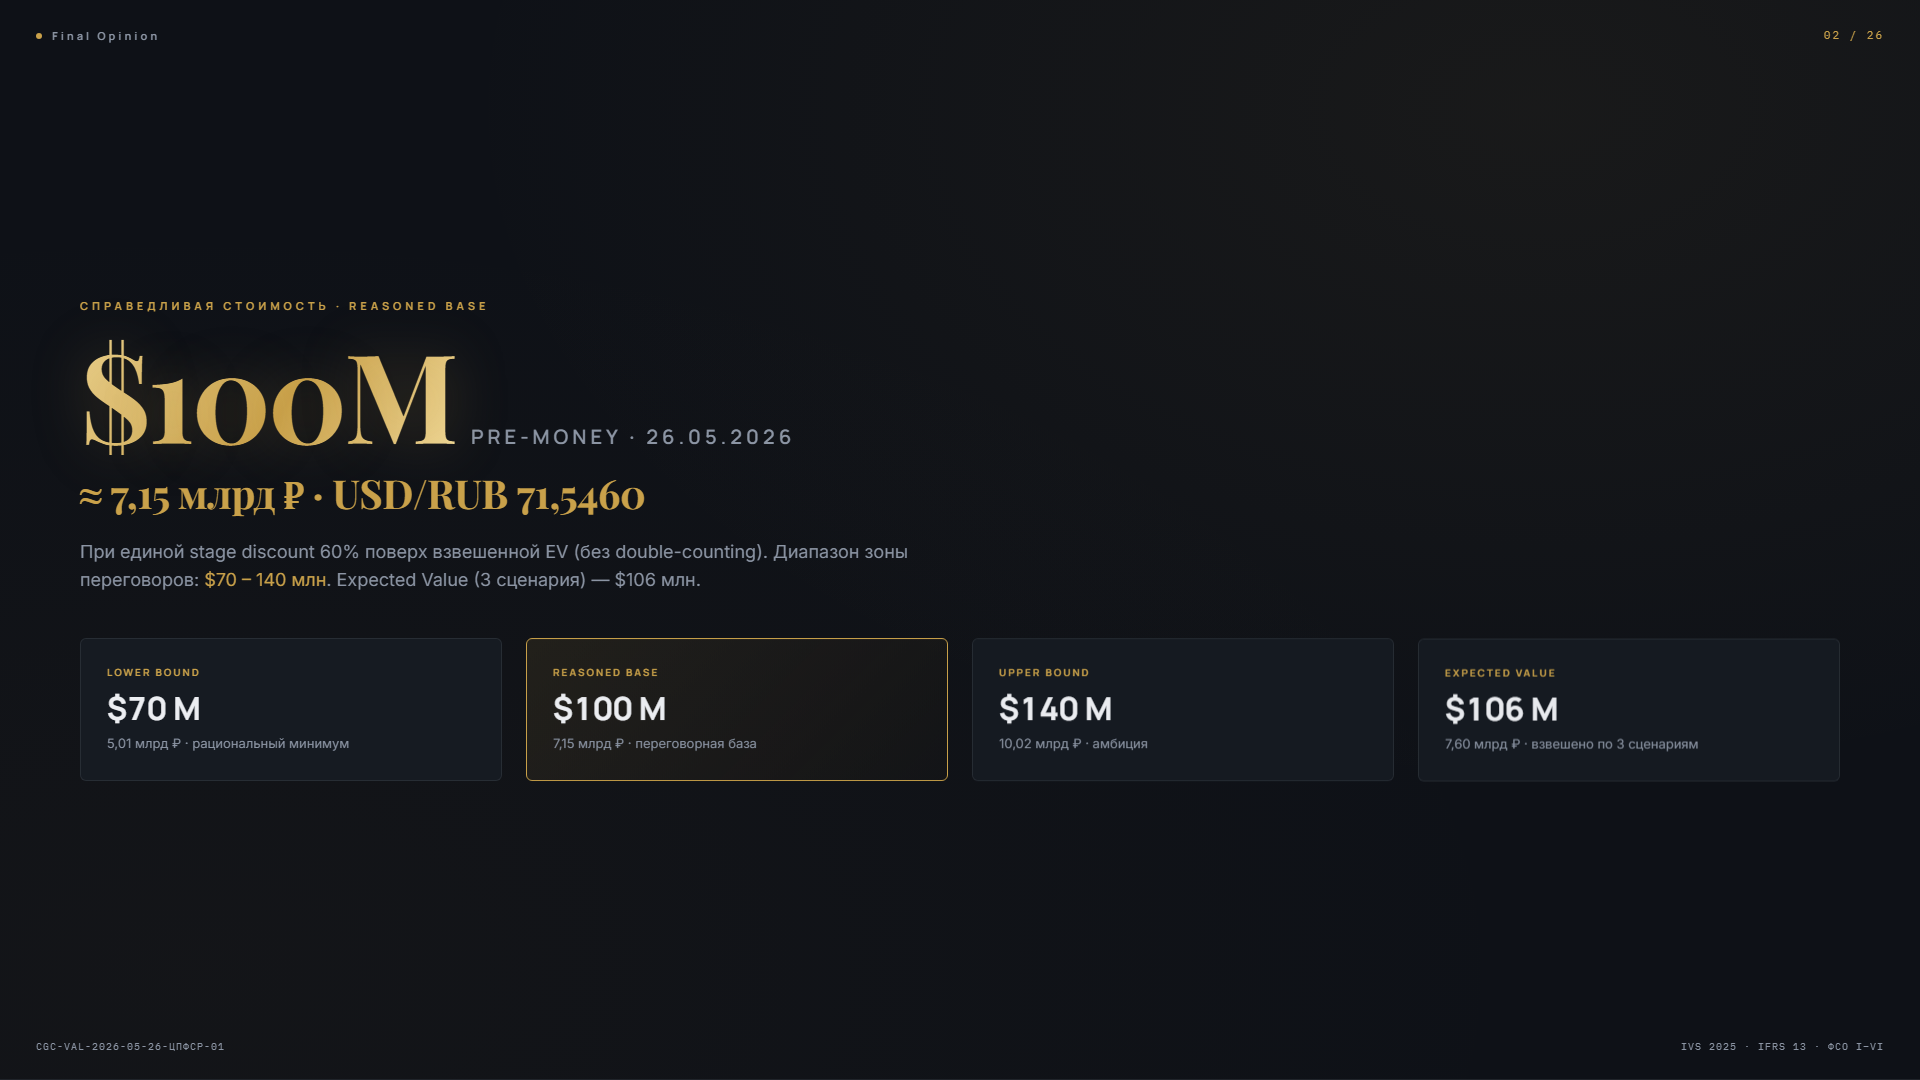 Final Opinion
02 / 26
СПРАВЕДЛИВАЯ СТОИМОСТЬ · REASONED BASE
$100M PRE-MONEY · 26.05.2026
≈ 7,15 млрд ₽ · USD/RUB 71,5460
При единой stage discount 60% поверх взвешенной EV (без double-counting). Диапазон зоны
переговоров: $70 – 140 млн. Expected Value (3 сценария) — $106 млн.
LOWER BOUND
$70 M
5,01 млрд ₽ · рациональный минимум
REASONED BASE
$100 M
7,15 млрд ₽ · переговорная база
UPPER BOUND
$140 M
10,02 млрд ₽ · амбиция
EXPECTED VALUE
$106 M
7,60 млрд ₽ · взвешено по 3 сценариям
CGC-VAL-2026-05-26-ЦПФСР-01
IVS 2025 · IFRS 13 · ФСО I–VI